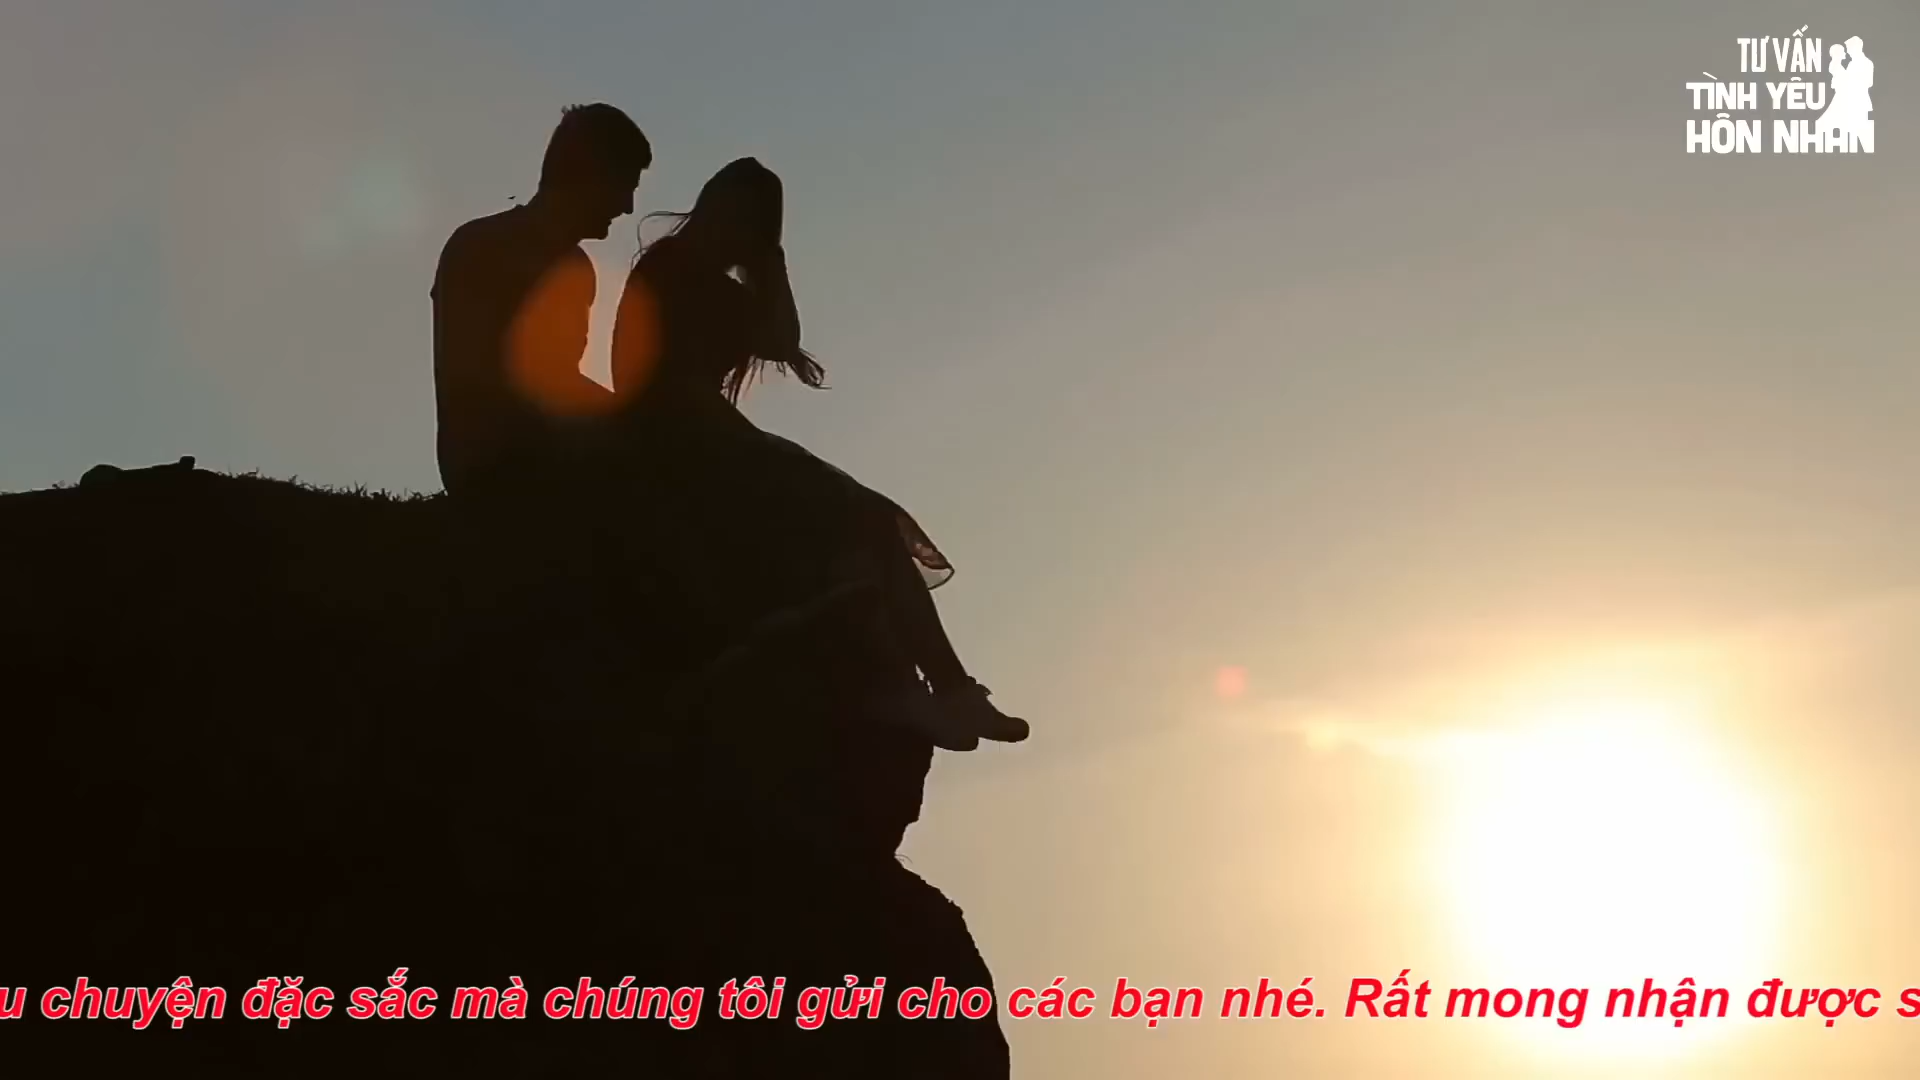 TƯ VẤN
TÌNH YÊU
HÔN NHÂN
chuyện đặc sắc mà chúng tôi gửi cho các bạn nhé. Rất mong nhận được